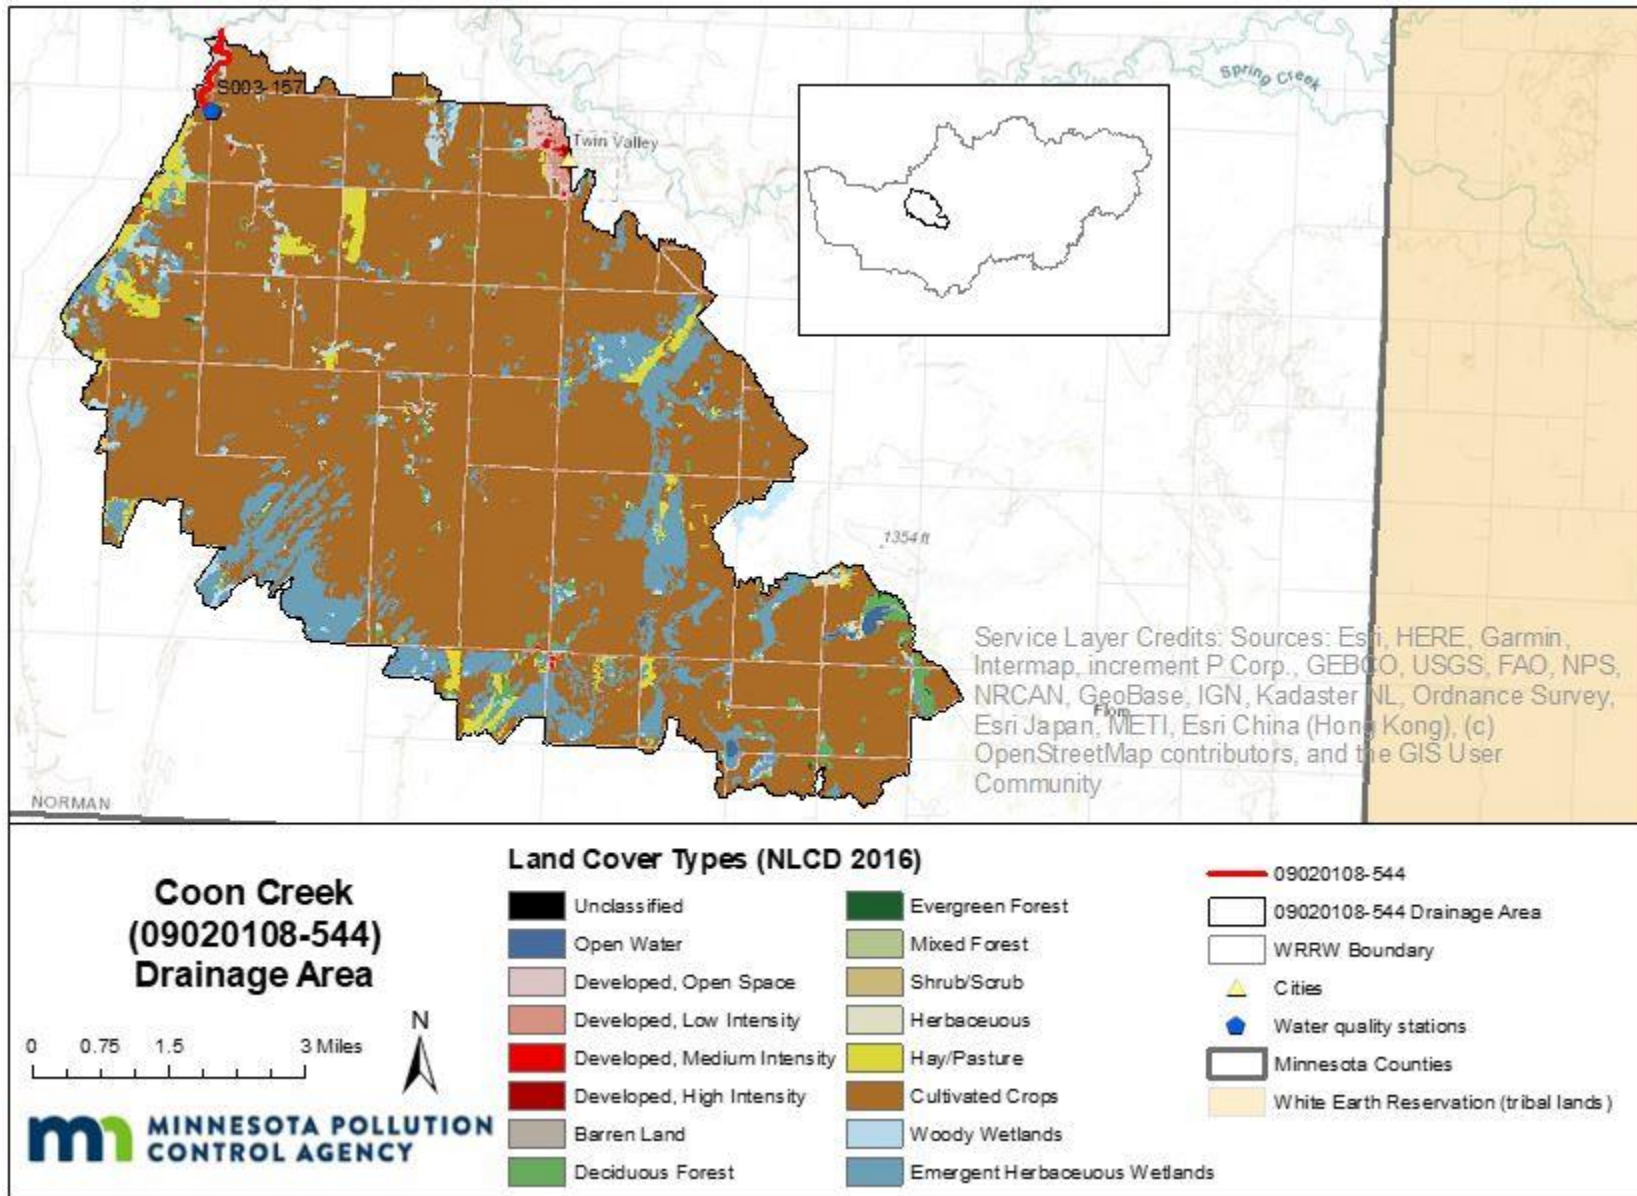 S003-157
Twin Valley
Spring Creek
1354 ft
Service Layer Credits: Sources: Esri, HERE, Garmin,
Intermap, increment P Corp., GEBCO, USGS, FAO, NPS,
NRCAN, GeoBase, IGN, Kadaster NL, Ordnance Survey,
Esri Japan, METI, Esri China (Hong Kong), (c)
OpenStreetMap contributors, and the GIS User
Community
Flom
NORMAN
Coon Creek
(09020108-544)
Drainage Area
0 0.75 1.5 3 Miles
N
MINNESOTA POLLUTION
CONTROL AGENCY
Land Cover Types (NLCD 2016)
Unclassified
Open Water
Developed, Open Space
Developed, Low Intensity
Developed, Medium Intensity
Developed, High Intensity
Barren Land
Deciduous Forest
Evergreen Forest
Mixed Forest
Shrub/Scrub
Herbaceuous
Hay/Pasture
Cultivated Crops
Woody Wetlands
Emergent Herbaceuous Wetlands
09020108-544
09020108-544 Drainage Area
WRRW Boundary
Cities
Water quality stations
Minnesota Counties
White Earth Reservation (tribal lands)